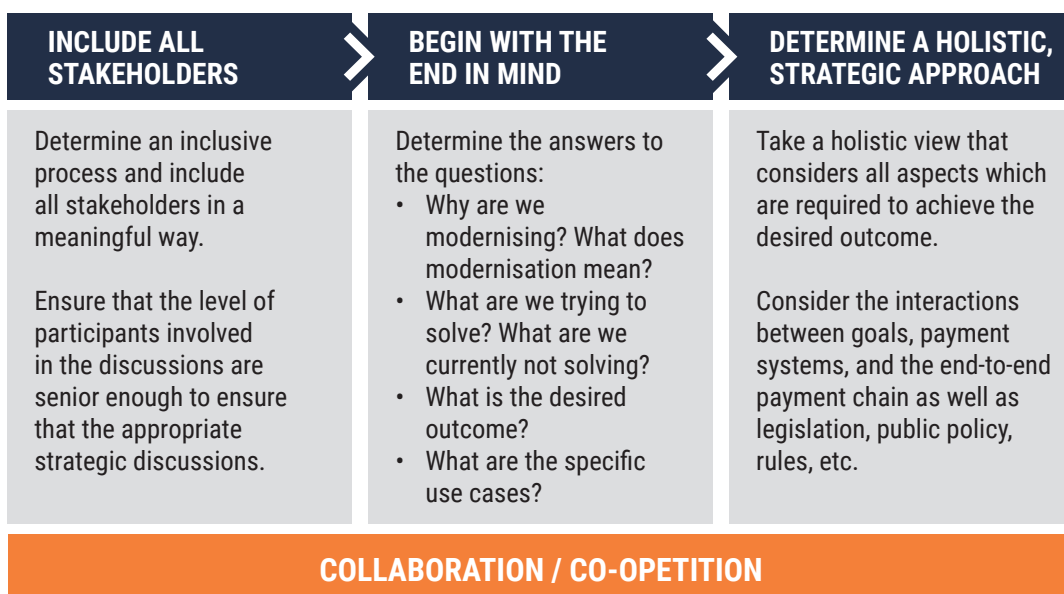 INCLUDE ALL
STAKEHOLDERS
Determine an inclusive
process and include
all stakeholders in a
meaningful way.
Ensure that the level of
participants involved
in the discussions are
senior enough to ensure
that the appropriate
strategic discussions.
BEGIN WITH THE
END IN MIND
Determine the answers to
the questions:
• Why are we
modernising? What does
modernisation mean?
• What are we trying to
solve? What are we
currently not solving?
• What is the desired
outcome?
• What are the specific
use cases?
DETERMINE A HOLISTIC,
STRATEGIC APPROACH
Take a holistic view that
considers all aspects which
are required to achieve the
desired outcome.
Consider the interactions
between goals, payment
systems, and the end-to-end
payment chain as well as
legislation, public policy,
rules, etc.
COLLABORATION / CO-OPETITION